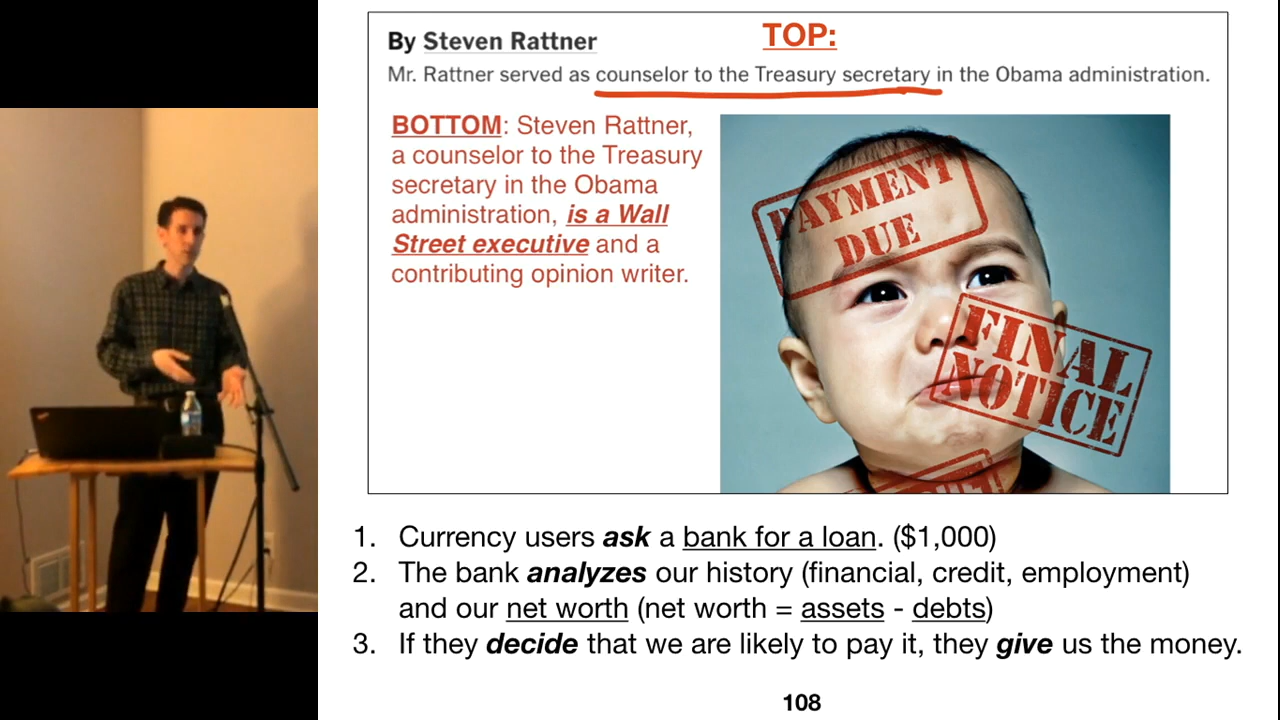 By Steven Rattner
TOP:
Mr. Rattner served as counselor to the Treasury secretary in the Obama administration.
BOTTOM: Steven Rattner,
a counselor to the Treasury
secretary in the Obama
administration, is a Wall
Street executive and a
contributing opinion writer.
PAYMENT
DUE
FINAL
NOTICE
1. Currency users ask a bank for a loan. ($1,000)
2. The bank analyzes our history (financial, credit, employment)
and our net worth (net worth = assets - debts)
3. If they decide that we are likely to pay it, they give us the money.
108